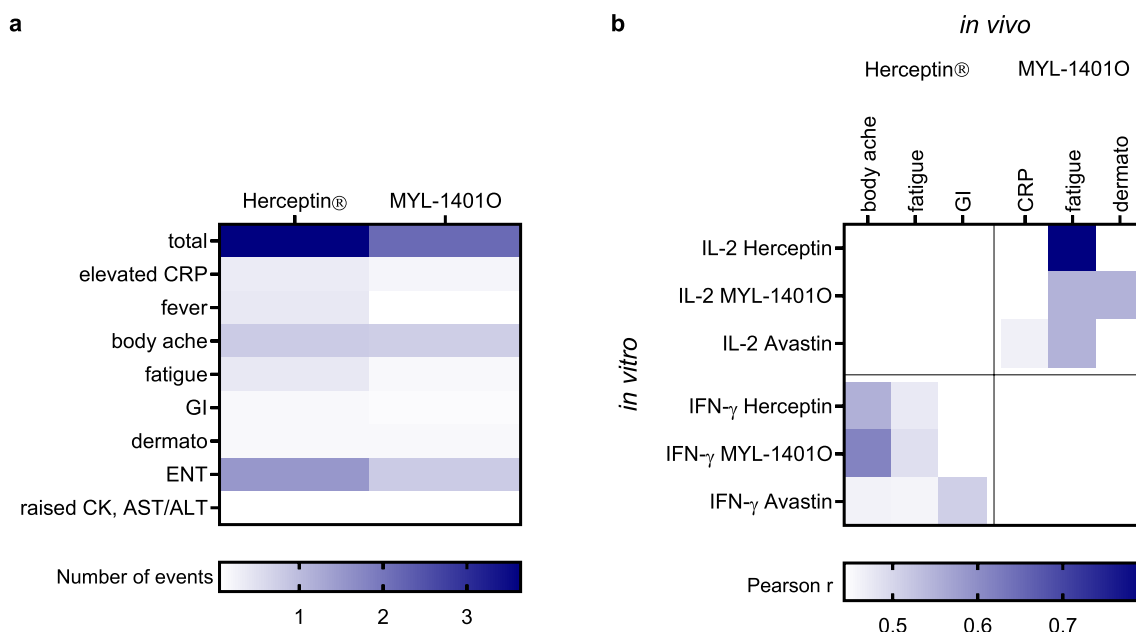 a
b
in vivo
Herceptin®
MYL-1401O
body ache
fatigue
GI
CRP
fatigue
dermato
Herceptin®
MYL-1401O
total
elevated CRP
fever
body ache
fatigue
GI
dermato
ENT
raised CK, AST/ALT
Number of events
1 2 3
in vitro
IL-2 Herceptin
IL-2 MYL-1401O
IL-2 Avastin
IFN-γ Herceptin
IFN-γ MYL-1401O
IFN-γ Avastin
Pearson r
0.5 0.6 0.7